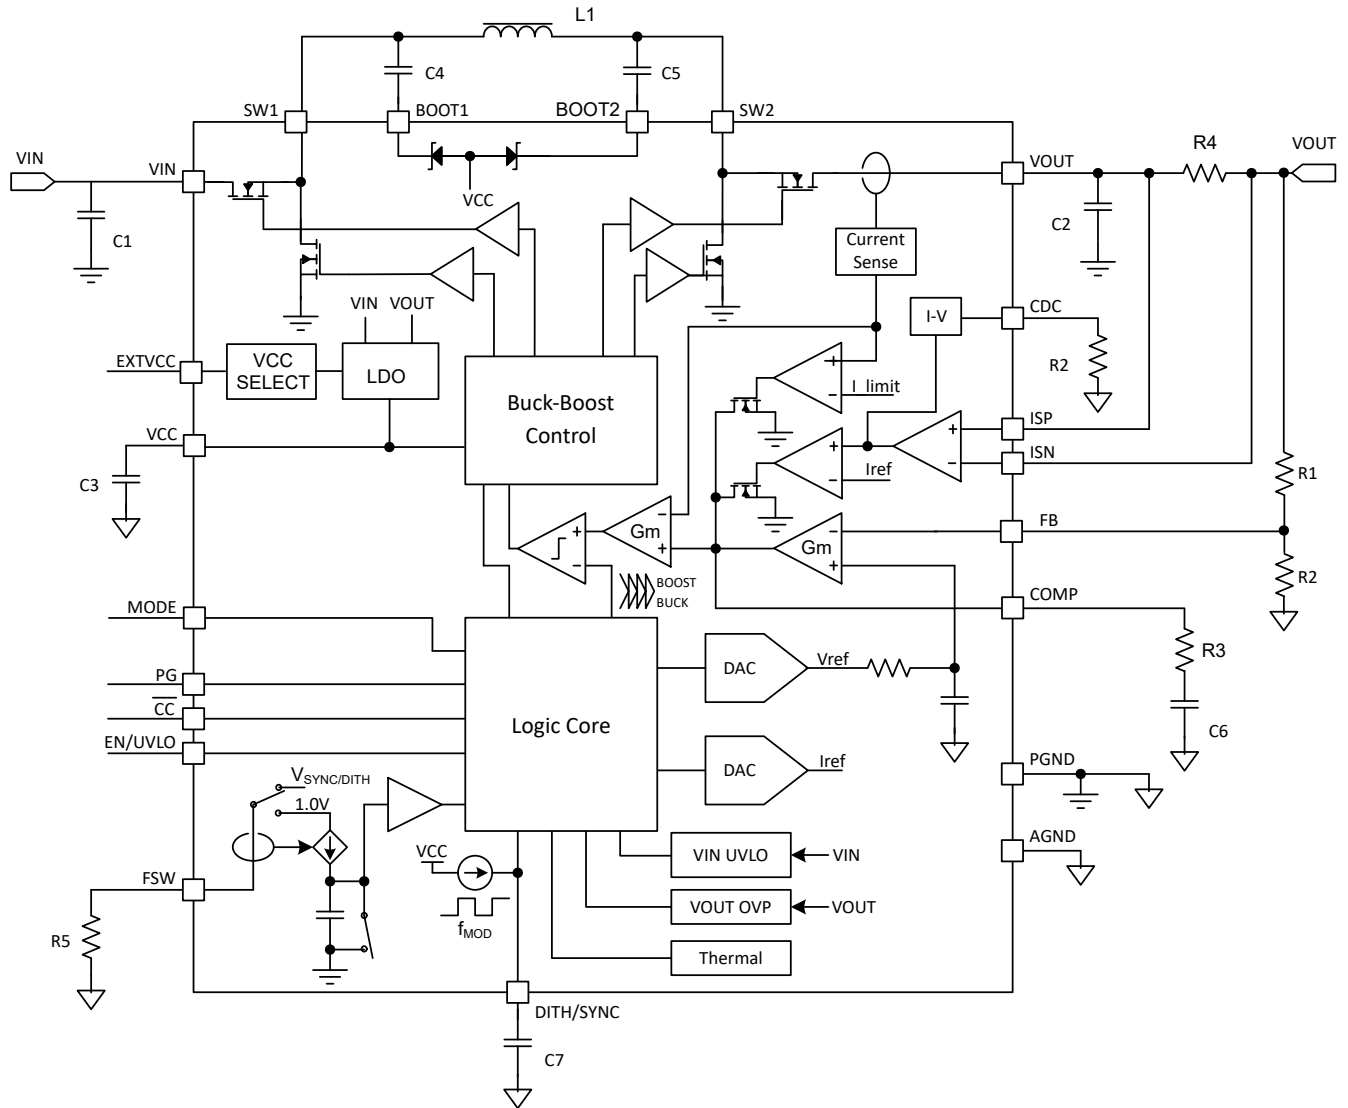 L1
C4
C5
SW1
BOOT1
BOOT2
SW2
VIN
VIN
VOUT
R4
VOUT
VCC
C1
C2
Current
Sense
VIN
VOUT
I-V
CDC
EXTVCC
VCC
SELECT
LDO
R2
Buck-Boost
Control
+
−
I_limit
VCC
ISP
+
+
−
−
Iref
ISN
C3
R1
−
Gm
+
+
−
−
Gm
+
FB
R2
BOOST
BUCK
MODE
COMP
R3
PG
DAC
Vref
CC
Logic Core
C6
EN/UVLO
DAC
Iref
PGND
VSYNC/DITH
1.0V
VCC
VIN UVLO
VIN
AGND
FSW
VOUT OVP
VOUT
fMOD
R5
Thermal
DITH/SYNC
C7